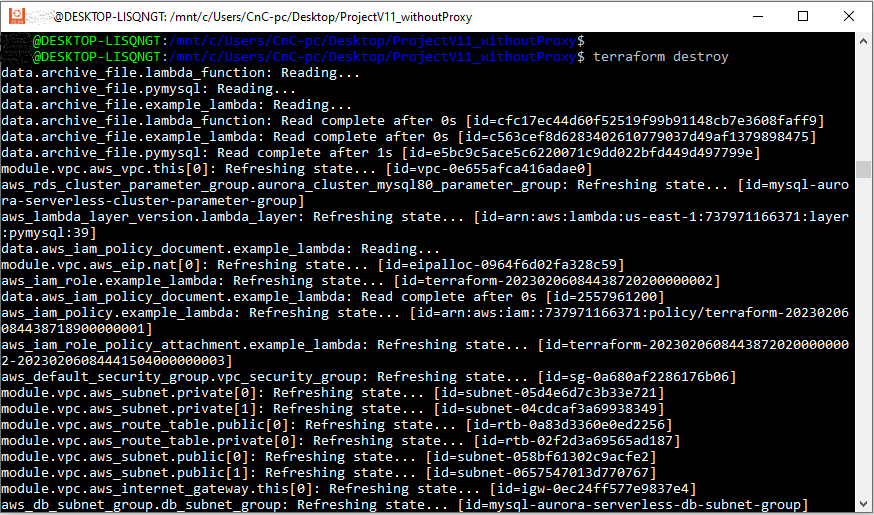 @DESKTOP-LISQNGT: /mnt/c/Users/CnC-pc/Desktop/ProjectV11_withoutProxy
@DESKTOP-LISQNGT:/mnt/c/Users/CnC-pc/Desktop/ProjectV11_withoutProxy$
@DESKTOP-LISQNGT:/mnt/c/Users/CnC-pc/Desktop/ProjectV11_withoutProxy$ terraform destroy
data.archive_file.lambda_function: Reading...
data.archive_file.pymysql: Reading...
data.archive_file.example_lambda: Reading...
data.archive_file.lambda_function: Read complete after 0s [id=cfc17ec44d60f52519f99b91148cb7e3608faff9]
data.archive_file.example_lambda: Read complete after 0s [id=c563cef8d6283402610779037d49af1379898475]
data.archive_file.pymysql: Read complete after 1s [id=e5bc9c5ace5c6220071c9dd022bfd449d497799e]
module.vpc.aws_vpc.this[0]: Refreshing state... [id=vpc-0e655afca416adae0]
aws_rds_cluster_parameter_group.aurora_cluster_mysql80_parameter_group: Refreshing state... [id=mysql-auro
ra-serverless-cluster-parameter-group]
aws_lambda_layer_version.lambda_layer: Refreshing state... [id=arn:aws:lambda:us-east-1:737971166371:layer
:pymysql:39]
data.aws_iam_policy_document.example_lambda: Reading...
module.vpc.aws_eip.nat[0]: Refreshing state... [id=eipalloc-0964f6d02fa328c59]
aws_iam_role.example_lambda: Refreshing state... [id=terraform-20230206084438720200000002]
data.aws_iam_policy_document.example_lambda: Read complete after 0s [id=2557961200]
aws_iam_policy.example_lambda: Refreshing state... [id=arn:aws:iam::737971166371:policy/terraform-20230206
084438718900000001]
aws_iam_role_policy_attachment.example_lambda: Refreshing state... [id=terraform-2023020608443872020000000
2-20230206084441504000000003]
aws_default_security_group.vpc_security_group: Refreshing state... [id=sg-0a680af2286176b06]
module.vpc.aws_subnet.private[0]: Refreshing state... [id=subnet-05d4e6d7c3b33e721]
module.vpc.aws_subnet.private[1]: Refreshing state... [id=subnet-04cdcaf3a69938349]
module.vpc.aws_route_table.public[0]: Refreshing state... [id=rtb-0a83d3360e0ed2256]
module.vpc.aws_route_table.private[0]: Refreshing state... [id=rtb-02f2d3a69565ad187]
module.vpc.aws_subnet.public[0]: Refreshing state... [id=subnet-058bf61302c9acfe2]
module.vpc.aws_subnet.public[1]: Refreshing state... [id=subnet-0657547013d770767]
module.vpc.aws_internet_gateway.this[0]: Refreshing state... [id=igw-0ec24ff577e9837e4]
aws_db_subnet_group.db_subnet_group: Refreshing state... [id=mysql-aurora-serverless-db-subnet-group]